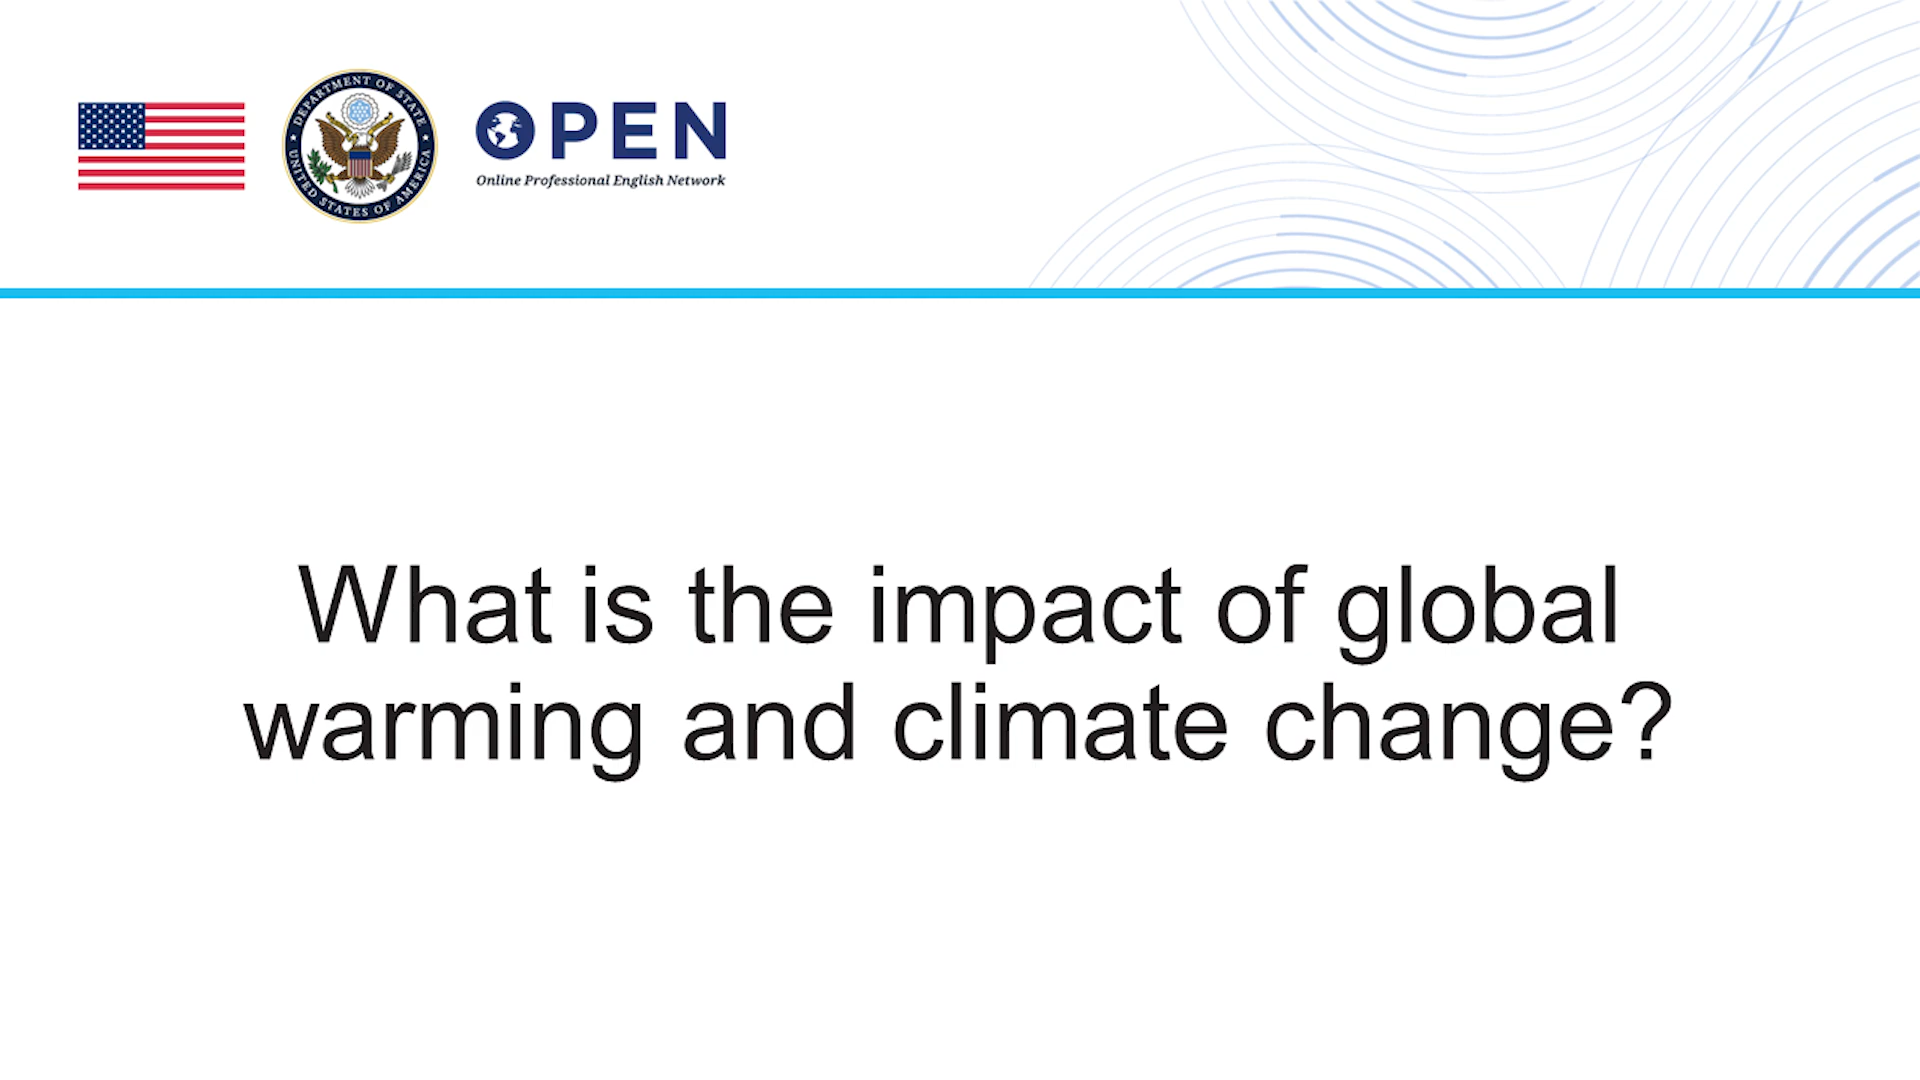 DEPARTMENT OF STATE
UNITED STATES OF AMERICA
OPEN
Online Professional English Network
What is the impact of global
warming and climate change?